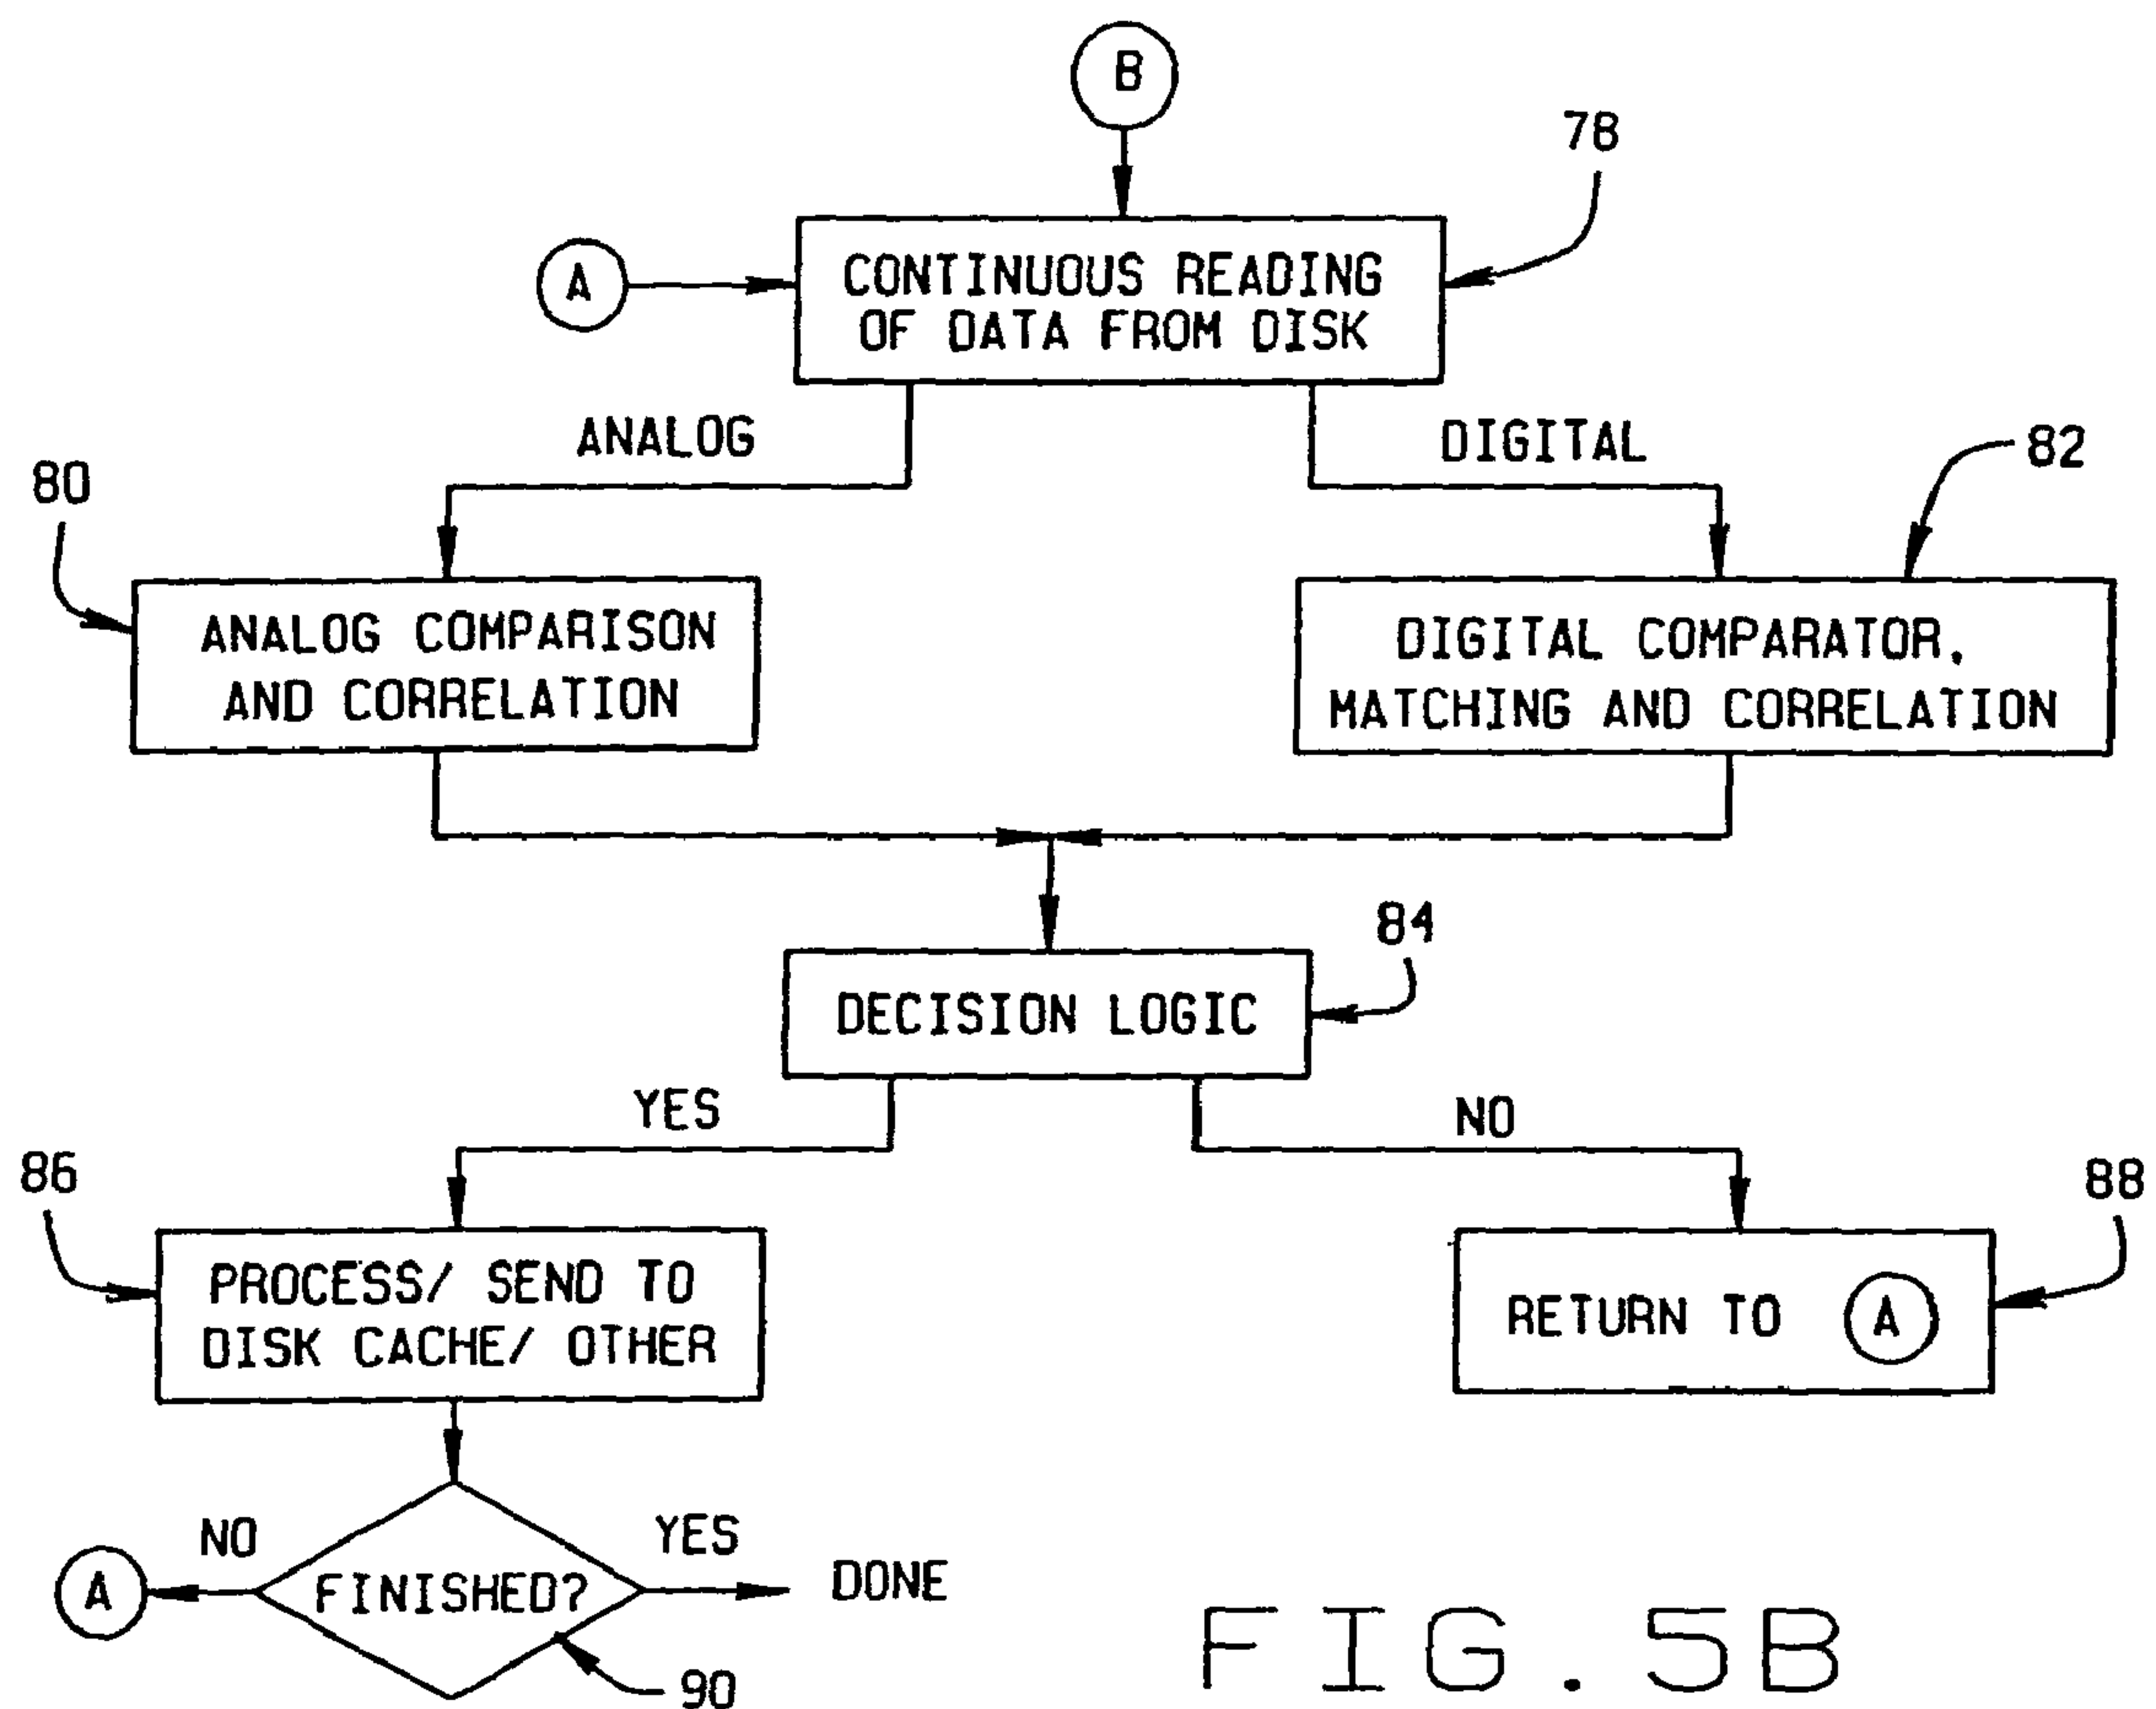 B
78
A
CONTINUOUS READING
OF DATA FROM DISK
ANALOG
DIGITAL
80
82
ANALOG COMPARISON
AND CORRELATION
DIGITAL COMPARATOR,
MATCHING AND CORRELATION
84
DECISION LOGIC
YES
NO
86
88
PROCESS/ SEND TO
DISK CACHE/ OTHER
RETURN TO A
NO
YES
A
FINISHED?
DONE
90
FIG. 5B